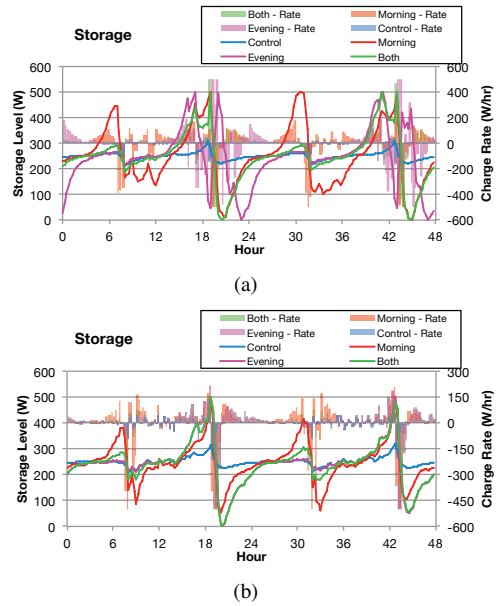 Storage
Both - Rate Morning - Rate
Evening - Rate Control - Rate
Control Morning
Evening Both
600 400
500 200
400 0
300 -200
200 -400
100 -600
0
Storage Level (W)
Charge Rate (W/hr)
0 6 12 18 24 30 36 42 48
Hour
(a)
Storage
Both - Rate Morning - Rate
Evening - Rate Control - Rate
Control Morning
Evening Both
600 300
500 150
400 0
300 -150
200 -300
100 -450
0 -600
Storage Level (W)
Charge Rate (W/hr)
0 6 12 18 24 30 36 42 48
Hour
(b)